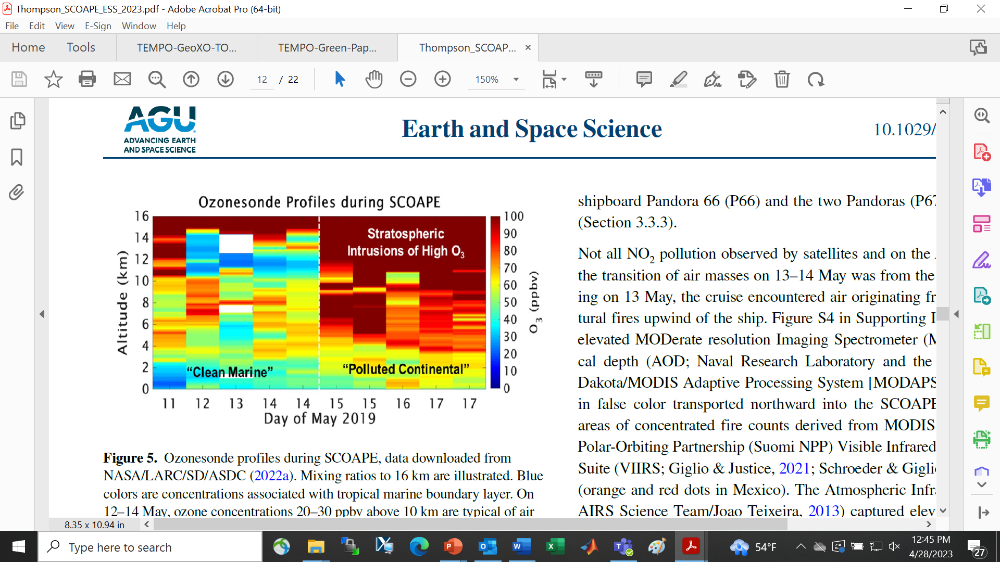 Thompson_SCOAPE_ESS_2023.pdf - Adobe Acrobat Pro (64-bit)
File Edit View E-Sign Window Help
Home Tools TEMPO-GeoXO-TO... TEMPO-Green-Pap... Thompson_SCOAP... ×
12 / 22 150%
AGU
ADVANCING EARTH
AND SPACE SCIENCE
Earth and Space Science
10.1029/
Ozonesonde Profiles during SCOAPE
16
14
12
10
8
6
4
2
0
Altitude (km)
Stratospheric
Intrusions of High O3
“Clean Marine”
“Polluted Continental”
11 12 13 14 14 15 15 16 17 17
Day of May 2019
100
90
80
70
60
50
40
30
20
10
0
O3 (ppbv)
Figure 5. Ozonesonde profiles during SCOAPE, data downloaded from
NASA/LARC/SD/ASDC (2022a). Mixing ratios to 16 km are illustrated. Blue
colors are concentrations associated with tropical marine boundary layer. On
12–14 May, ozone concentrations 20–30 ppbv above 10 km are typical of air
shipboard Pandora 66 (P66) and the two Pandoras (P67
(Section 3.3.3).
Not all NO2 pollution observed by satellites and on the
the transition of air masses on 13–14 May was from the
ing on 13 May, the cruise encountered air originating fr
tural fires upwind of the ship. Figure S4 in Supporting I
elevated MODerate resolution Imaging Spectrometer (M
cal depth (AOD; Naval Research Laboratory and the
Dakota/MODIS Adaptive Processing System [MODAPS
in false color transported northward into the SCOAPE
areas of concentrated fire counts derived from MODIS
Polar-Orbiting Partnership (Suomi NPP) Visible Infrared
Suite (VIIRS; Giglio & Justice, 2021; Schroeder & Gigli
(orange and red dots in Mexico). The Atmospheric Infr
AIRS Science Team/Joao Teixeira, 2013) captured elev
8.35 x 10.94 in
Type here to search
54°F
12:45 PM
4/28/2023
27